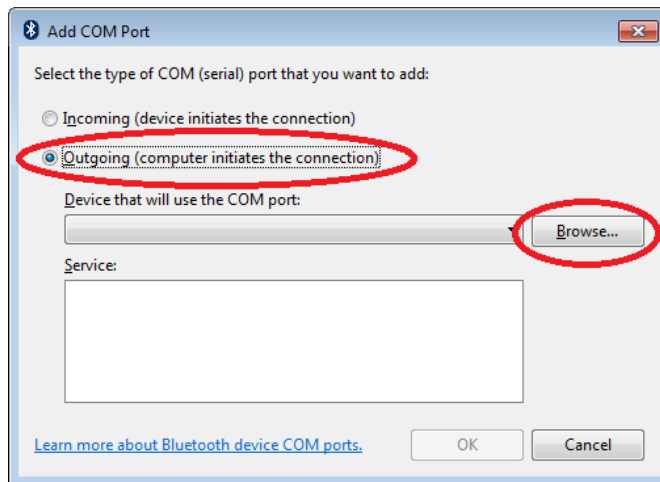 Add COM Port
Select the type of COM (serial) port that you want to add:
Incoming (device initiates the connection)
Outgoing (computer initiates the connection)
Device that will use the COM port:
Browse...
Service:
Learn more about Bluetooth device COM ports.
OK
Cancel